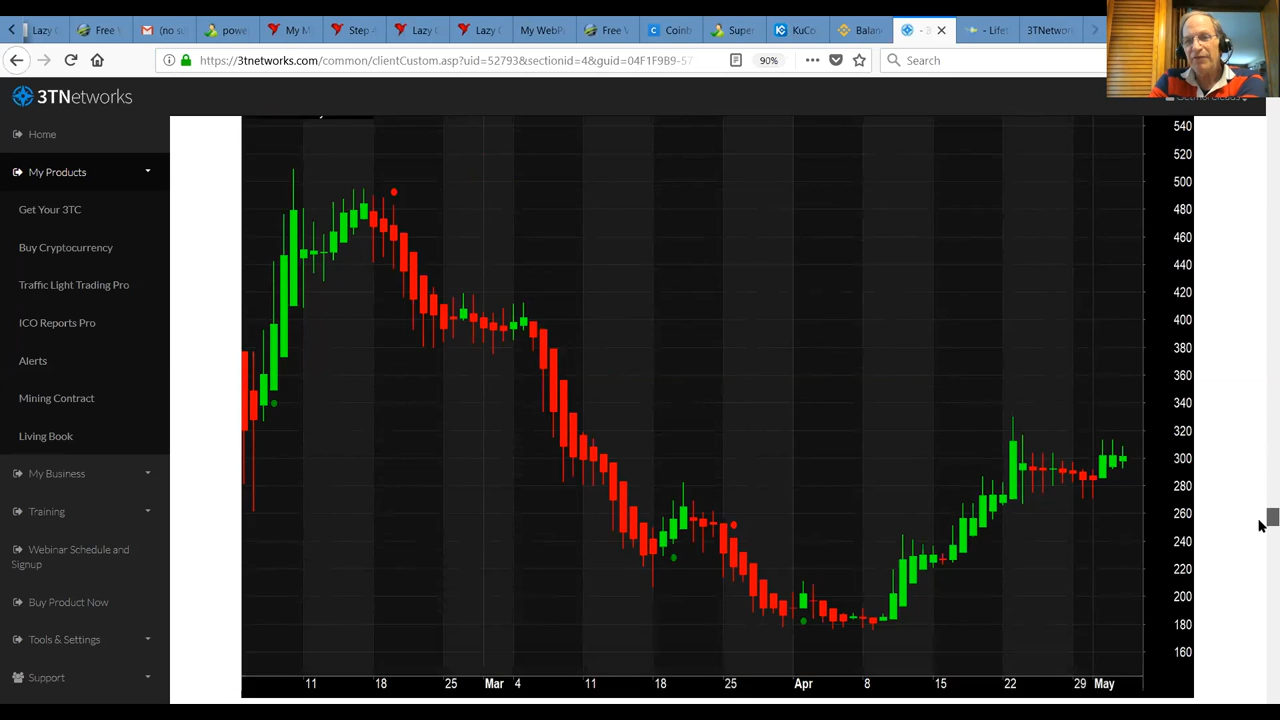 Lazy
Free V
(no su
powe
My M
Step -
Lazy
Lazy
My WebP
Free V
Coinb
Super
KuCo
Balan
- 3
- Lifet
3TNetwor
https://3tnetworks.com/common/clientComm.asp?uid=52793&sectionid=4&guid=04F1F9B9-57
90%
Search
3TNetworks
Home
My Products
Get Your 3TC
Buy Cryptocurrency
Traffic Light Trading Pro
ICO Reports Pro
Alerts
Mining Contract
Living Book
My Business
Training
Webinar Schedule and
Signup
Buy Product Now
Tools & Settings
Support
540
520
500
480
460
440
420
400
380
360
340
320
300
280
260
240
220
200
180
160
11 18 25 Mar 4 11 18 25 Apr 8 15 22 29 May